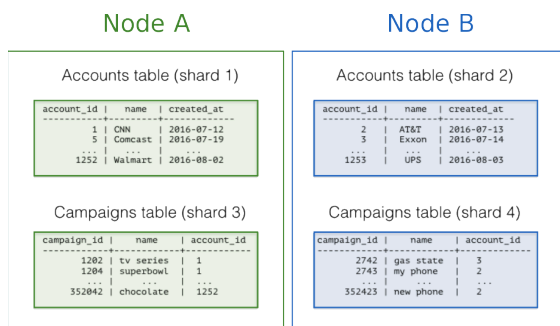 Node A
Accounts table (shard 1)
account_id | name | created_at
-----------+---------+------------
1 | CNN | 2016-07-12
5 | Comcast | 2016-07-19
... | ... | ...
1252 | Walmart | 2016-08-02
Campaigns table (shard 3)
campaign_id | name | account_id
------------+-----------+-----------
1202 | tv series | 1
1204 | superbowl | 1
... | ... | ...
352042 | chocolate | 1252
Node B
Accounts table (shard 2)
account_id | name | created_at
-----------+---------+------------
2 | AT&T | 2016-07-13
3 | Exxon | 2016-07-14
... | ... | ...
1253 | UPS | 2016-08-03
Campaigns table (shard 4)
campaign_id | name | account_id
------------+-----------+-----------
2742 | gas state | 3
2743 | my phone | 2
... | ... | ...
352423 | new phone | 2